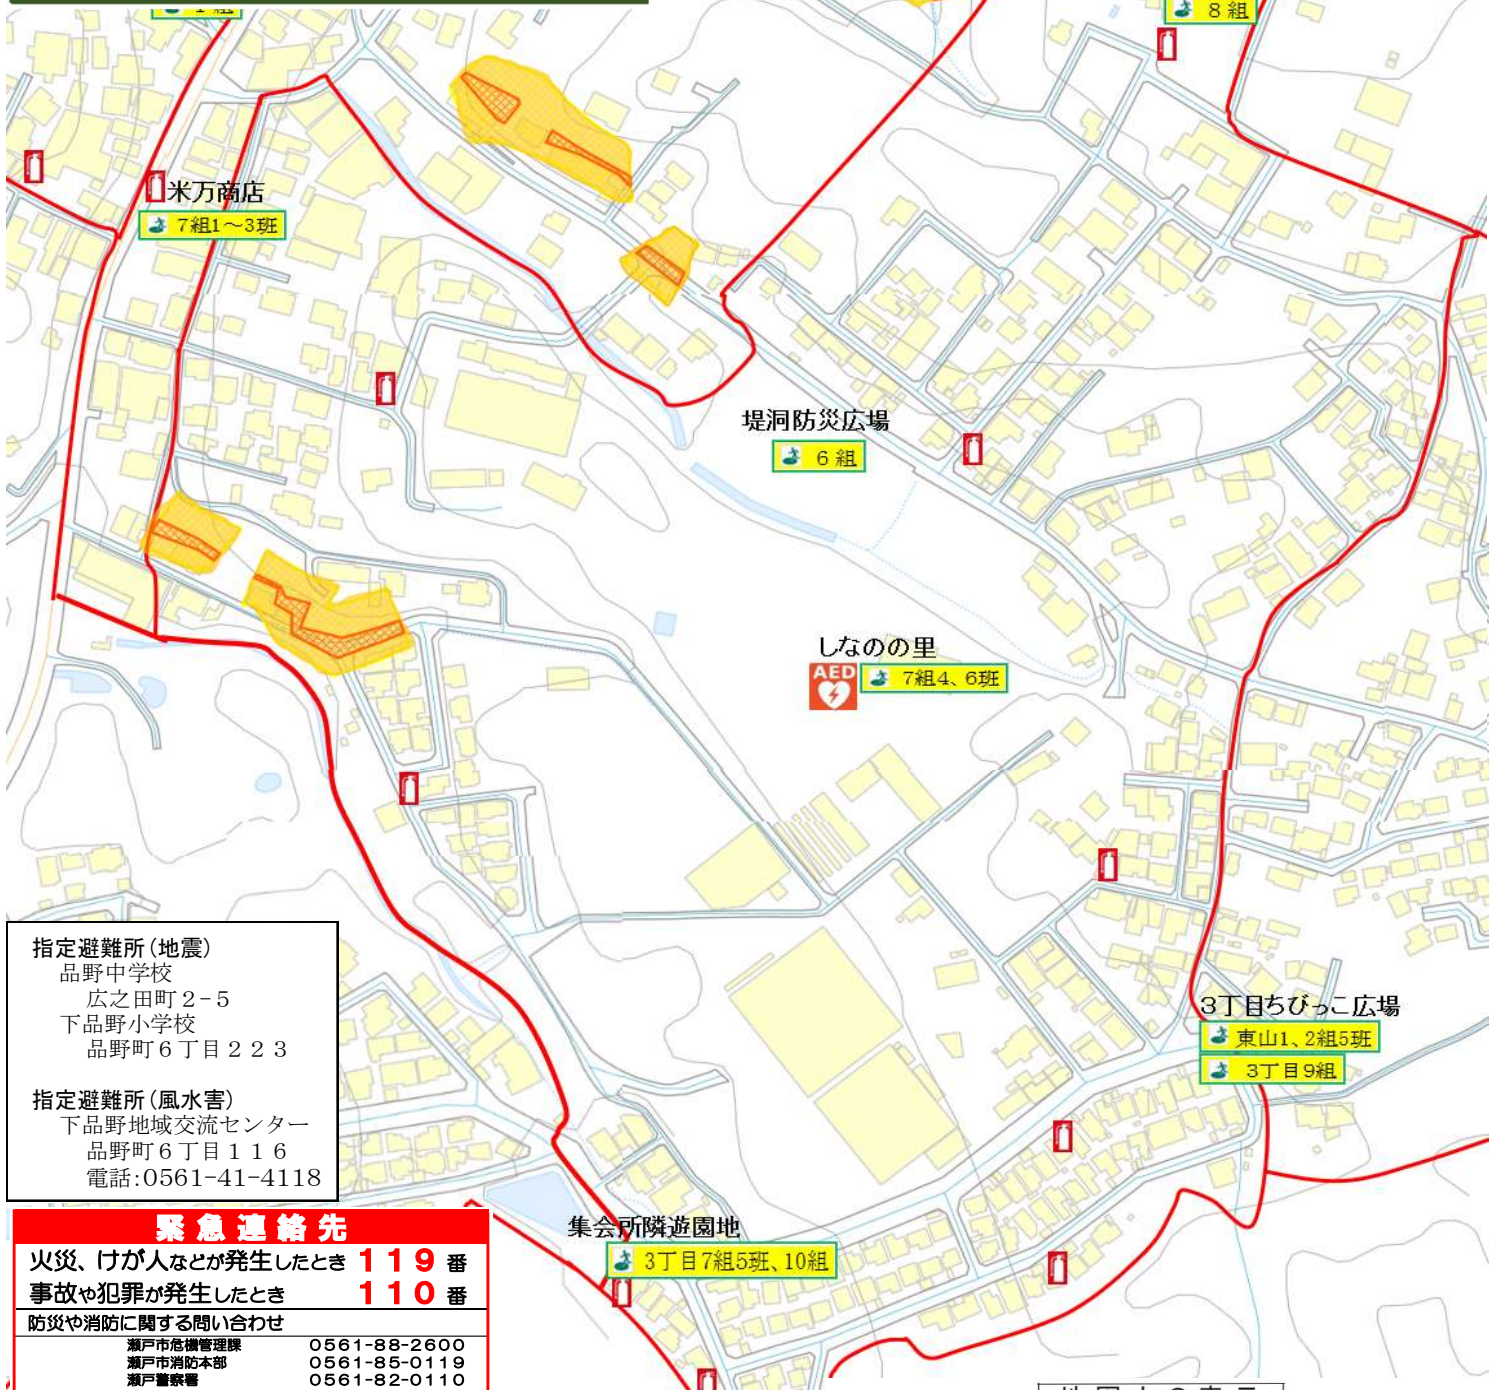 8組
米万商店
7組1～3班
堤洞防災広場
6組
しなのの里
AED
7組4、6班
指定避難所(地震)
品野中学校
広之田町2-5
下品野小学校
品野町6丁目223
指定避難所(風水害)
下品野地域交流センター
品野町6丁目116
電話:0561-41-4118
3丁目ちびっこ広場
東山1、2組5班
3丁目9組
集会所隣遊園地
3丁目7組5班、10組
緊急連絡先
火災、けが人などが発生したとき 119番
事故や犯罪が発生したとき 110番
防災や消防に関する問い合わせ
瀬戸市危機管理課 0561-88-2600
瀬戸市消防本部 0561-85-0119
瀬戸警察署 0561-82-0110